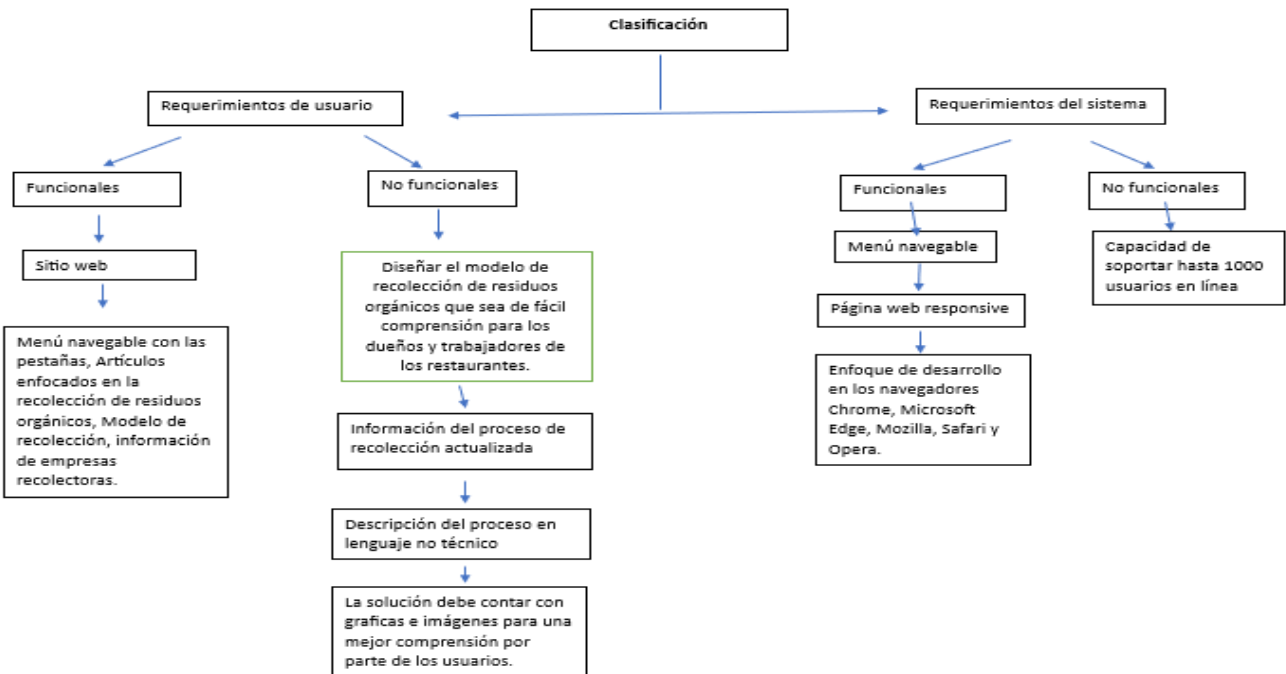 Clasificación
Requerimientos de usuario
Requerimientos del sistema
Funcionales
No funcionales
Funcionales
No funcionales
Sitio web
Menú navegable con las
pestañas, Artículos
enfocados en la
recolección de residuos
orgánicos, Modelo de
recolección, información
de empresas
recolectoras.
Diseñar el modelo de
recolección de residuos
orgánicos que sea de fácil
comprensión para los
dueños y trabajadores de
los restaurantes.
Información del proceso de
recolección actualizada
Descripción del proceso en
lenguaje no técnico
La solución debe contar con
graficas e imágenes para una
mejor comprensión por
parte de los usuarios.
Menú navegable
Página web responsive
Enfoque de desarrollo
en los navegadores
Chrome, Microsoft
Edge, Mozilla, Safari y
Opera.
Capacidad de
soportar hasta 1000
usuarios en línea